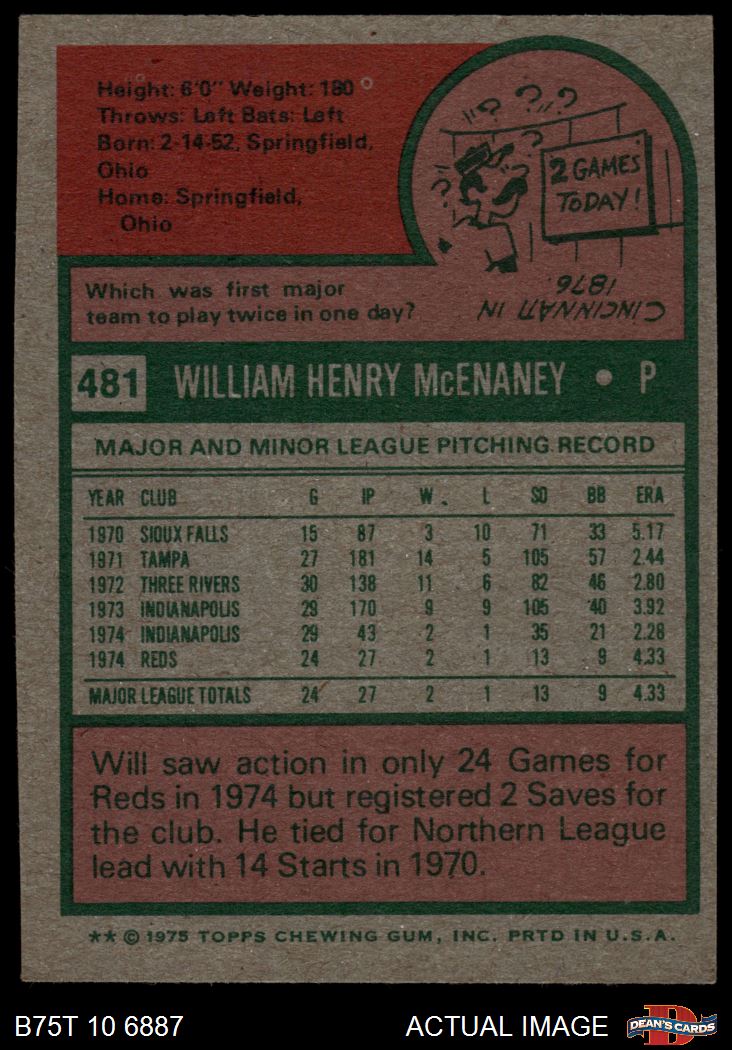 Height: 6'0" Weight: 180
Throws: Left Bats: Left
Born: 2-14-52, Springfield,
Ohio
Home: Springfield,
Ohio
2 GAMES
TODAY!
? ? ?
?
?
Which was first major
team to play twice in one day?
CINCINNATI IN
1876.
481 WILLIAM HENRY McENANEY • P
MAJOR AND MINOR LEAGUE PITCHING RECORD
YEAR CLUB G IP W. L SO BB ERA
1970 SIOUX FALLS 15 87 3 10 71 33 5.17
1971 TAMPA 27 181 14 5 105 57 2.44
1972 THREE RIVERS 30 138 11 6 82 46 2.80
1973 INDIANAPOLIS 29 170 9 9 105 40 3.92
1974 INDIANAPOLIS 29 43 2 1 35 21 2.28
1974 REDS 24 27 2 1 13 9 4.33
MAJOR LEAGUE TOTALS 24 27 2 1 13 9 4.33
Will saw action in only 24 Games for
Reds in 1974 but registered 2 Saves for
the club. He tied for Northern League
lead with 14 Starts in 1970.
** © 1975 TOPPS CHEWING GUM, INC. PRTD IN U.S.A.
B75T 10 6887 ACTUAL IMAGE D DEAN'S CARDS